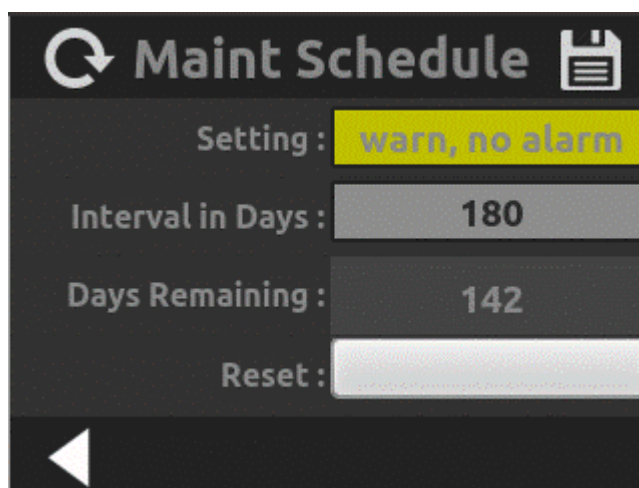 Maint Schedule
Setting : warn, no alarm
Interval in Days : 180
Days Remaining : 142
Reset :